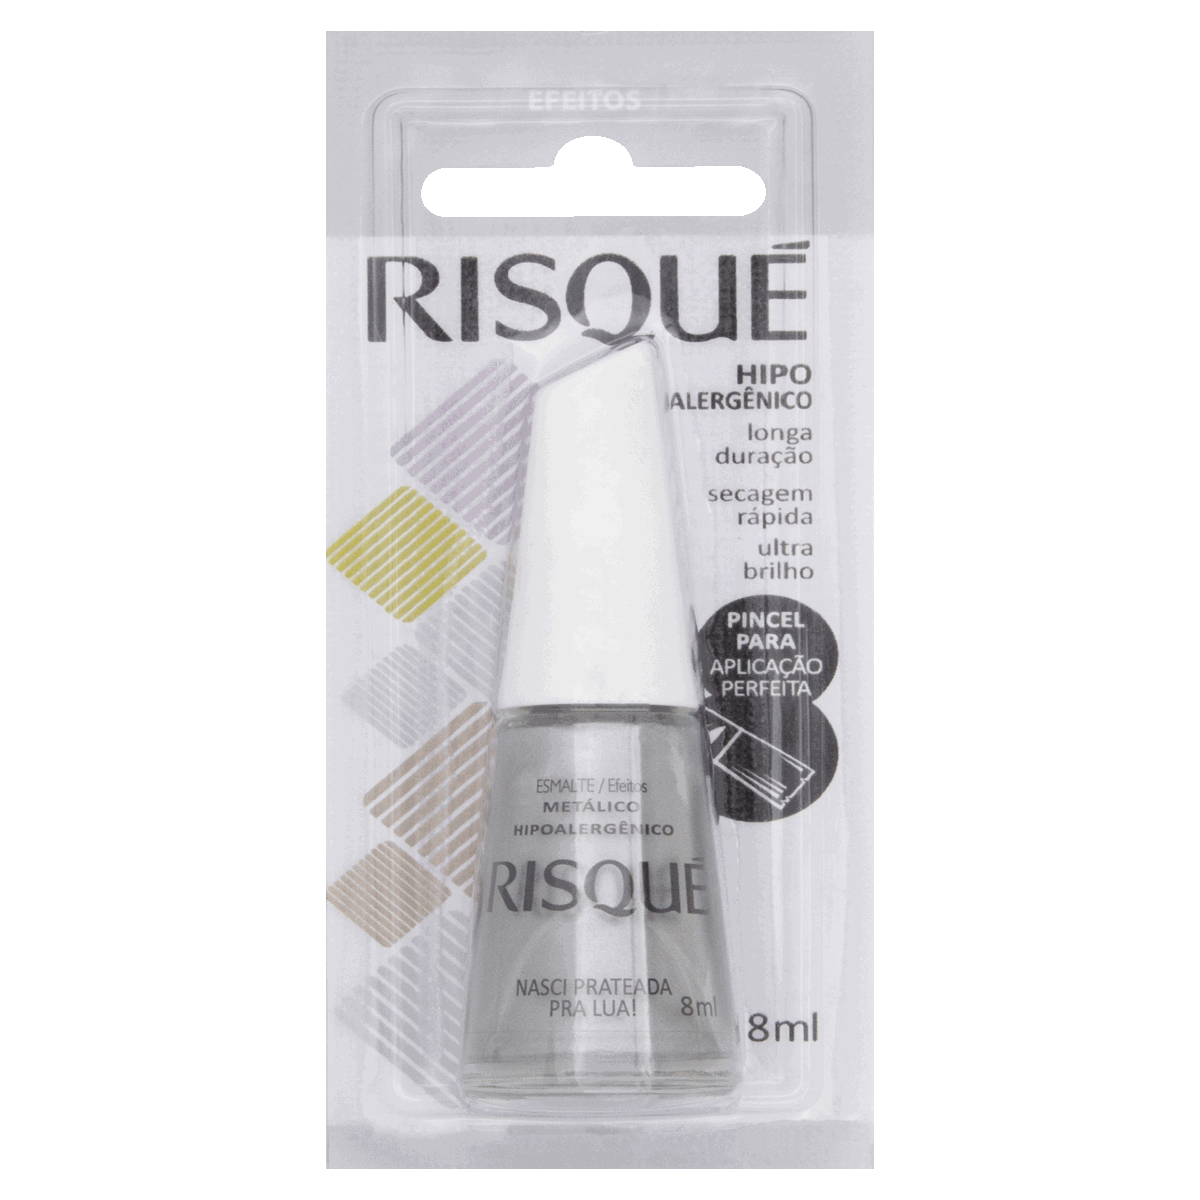 EFEITOS
RISQUÉ
HIPO
ALERGÊNICO
longa
duração
secagem
rápida
ultra
brilho
PINCEL
PARA
APLICAÇÃO
PERFEITA
ESMALTE / Efeitos
METÁLICO
HIPOALERGÊNICO
RISQUÉ
NASCI PRATEADA
PRA LUA!
8ml
8ml